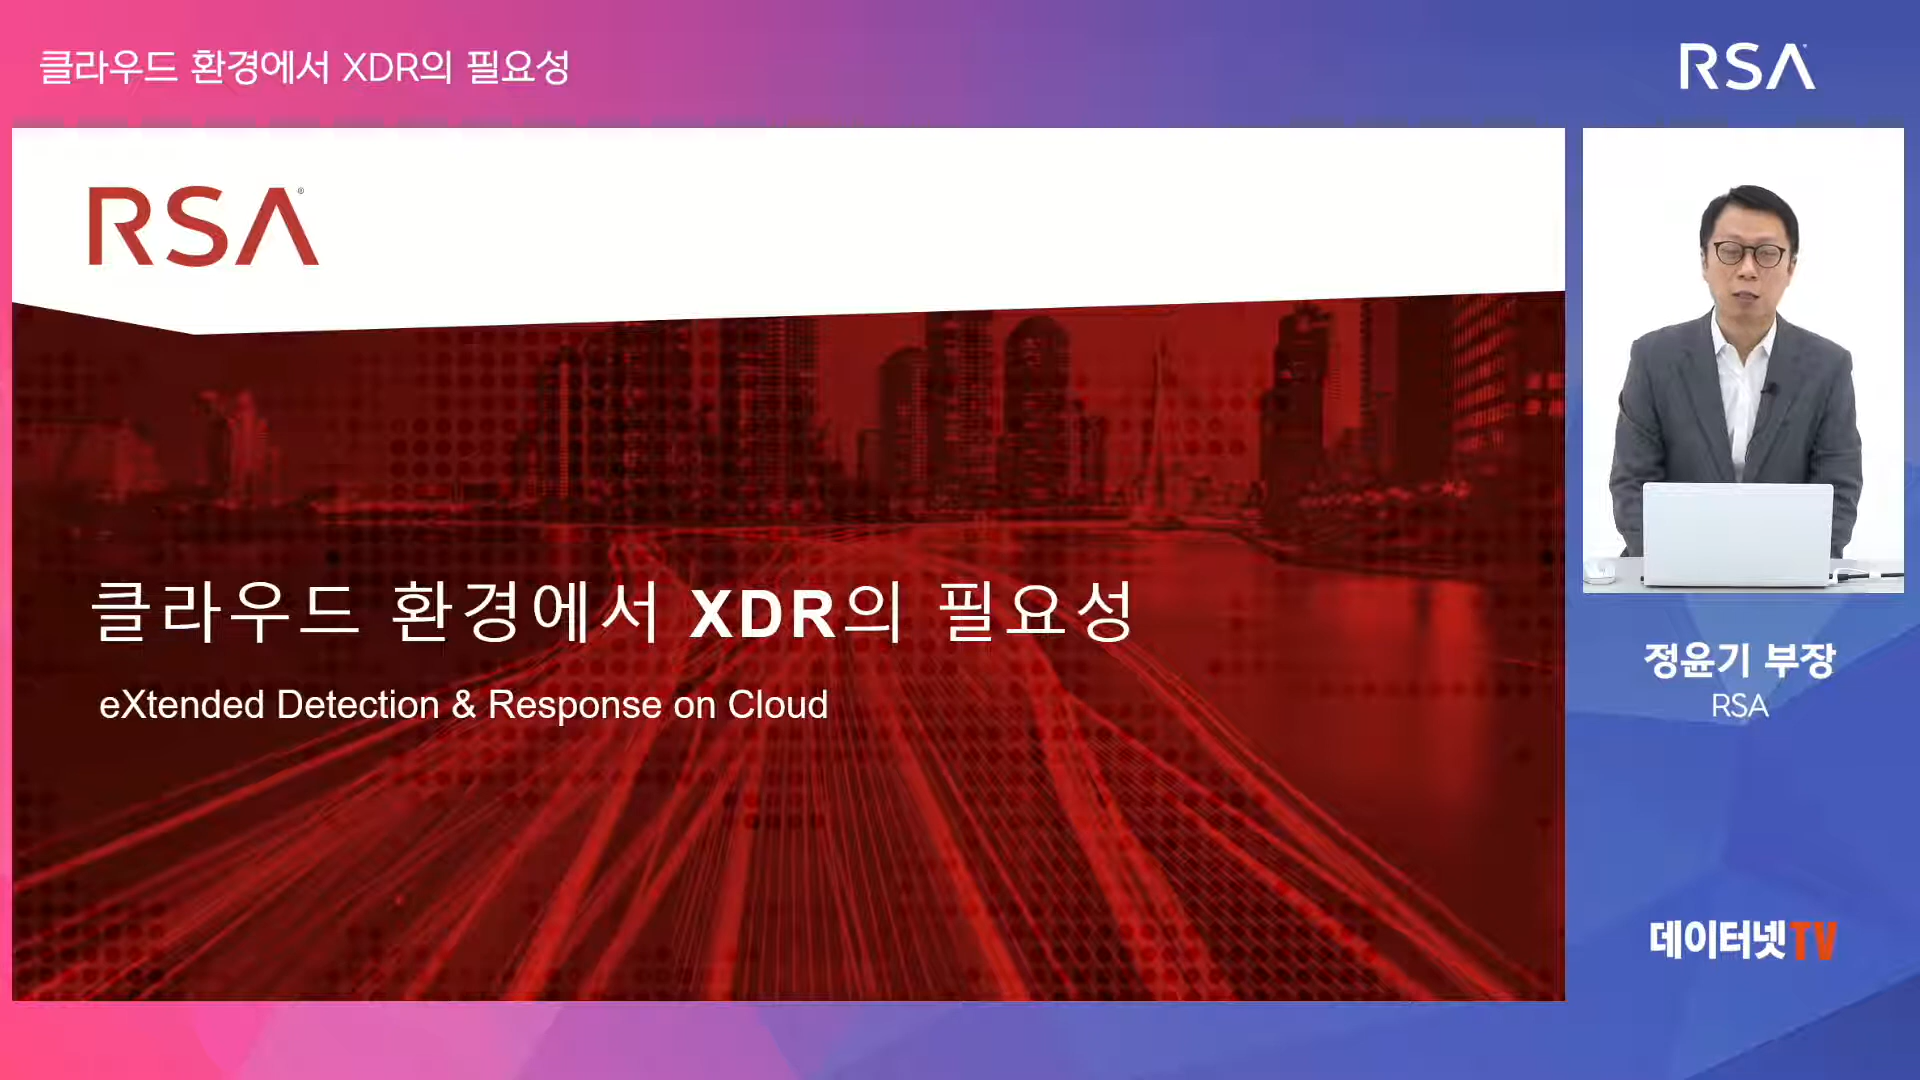 클라우드 환경에서 XDR의 필요성
RSA
RSA®
클라우드 환경에서 XDR의 필요성
eXtended Detection & Response on Cloud
정윤기 부장
RSA
데이터넷TV